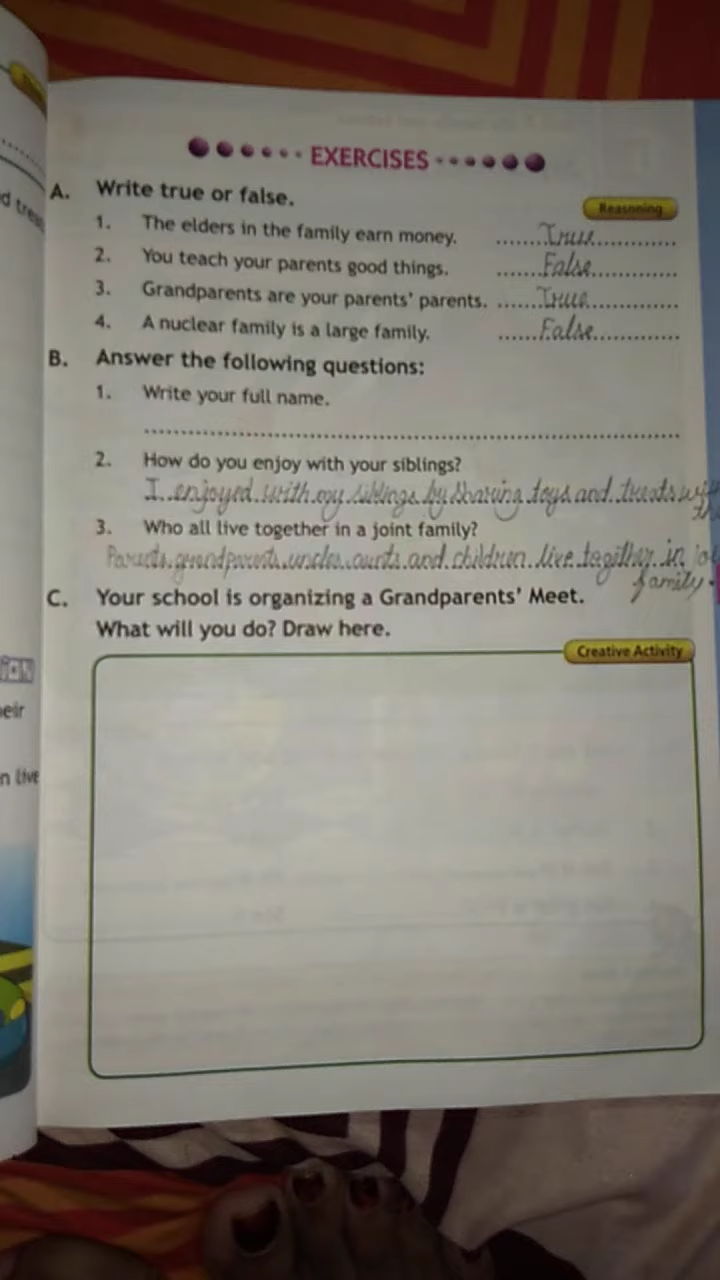 EXERCISES
A. Write true or false.
Reasoning
1. The elders in the family earn money. True
2. You teach your parents good things. False
3. Grandparents are your parents' parents. True
4. A nuclear family is a large family. False
B. Answer the following questions:
1. Write your full name.
2. How do you enjoy with your siblings?
I enjoyed with my siblings by sharing toys and treats
3. Who all live together in a joint family?
Parents, grandparents, uncles, aunts and children live together in
family.
C. Your school is organizing a Grandparents' Meet.
What will you do? Draw here.
Creative Activity
eir
n live